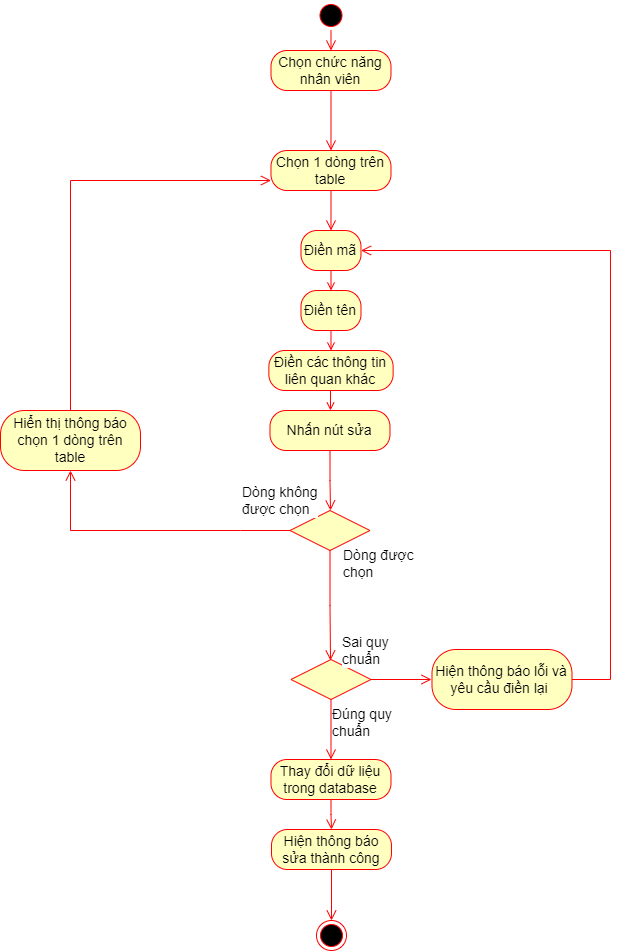 Chọn chức năng
nhân viên
Chọn 1 dòng trên
table
Điền mã
Điền tên
Điền các thông tin
liên quan khác
Hiển thị thông báo
chọn 1 dòng trên
table
Nhấn nút sửa
Dòng không
được chọn
Dòng được
chọn
Sai quy
chuẩn
Hiện thông báo lỗi và
yêu cầu điền lại
Đúng quy
chuẩn
Thay đổi dữ liệu
trong database
Hiện thông báo
sửa thành công